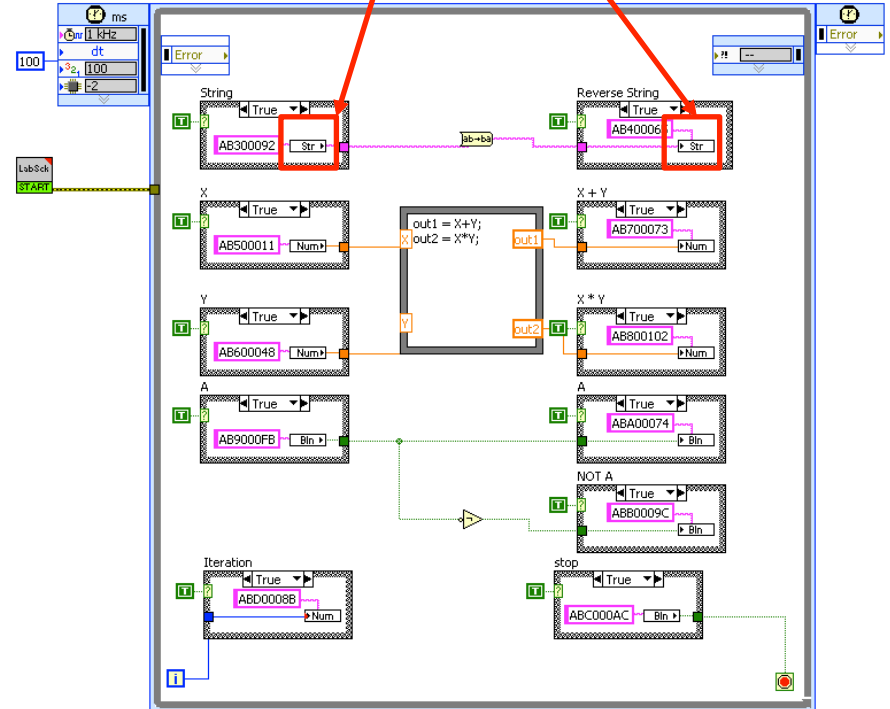 ms
1 kHz
dt
100
100
-2
Error
Error
?! --
String
True
AB300092
Str
ab→ba
Reverse String
True
Str
LabSck
START
X
True
AB500011
Num
out1 = X+Y;
out2 = X*Y;
X
out1
Y
out2
X + Y
True
AB700073
Num
Y
True
AB600048
Num
X * Y
True
AB800102
Num
A
True
AB9000FB
Bln
A
True
ABA00074
Bln
NOT A
True
ABB0009C
Bln
Iteration
True
ABD0008B
Num
i
stop
True
ABC000AC
Bln
T
?
T
?
T
?
T
?
T
?
T
?
T
?
T
?
T
?
T
?
T
?